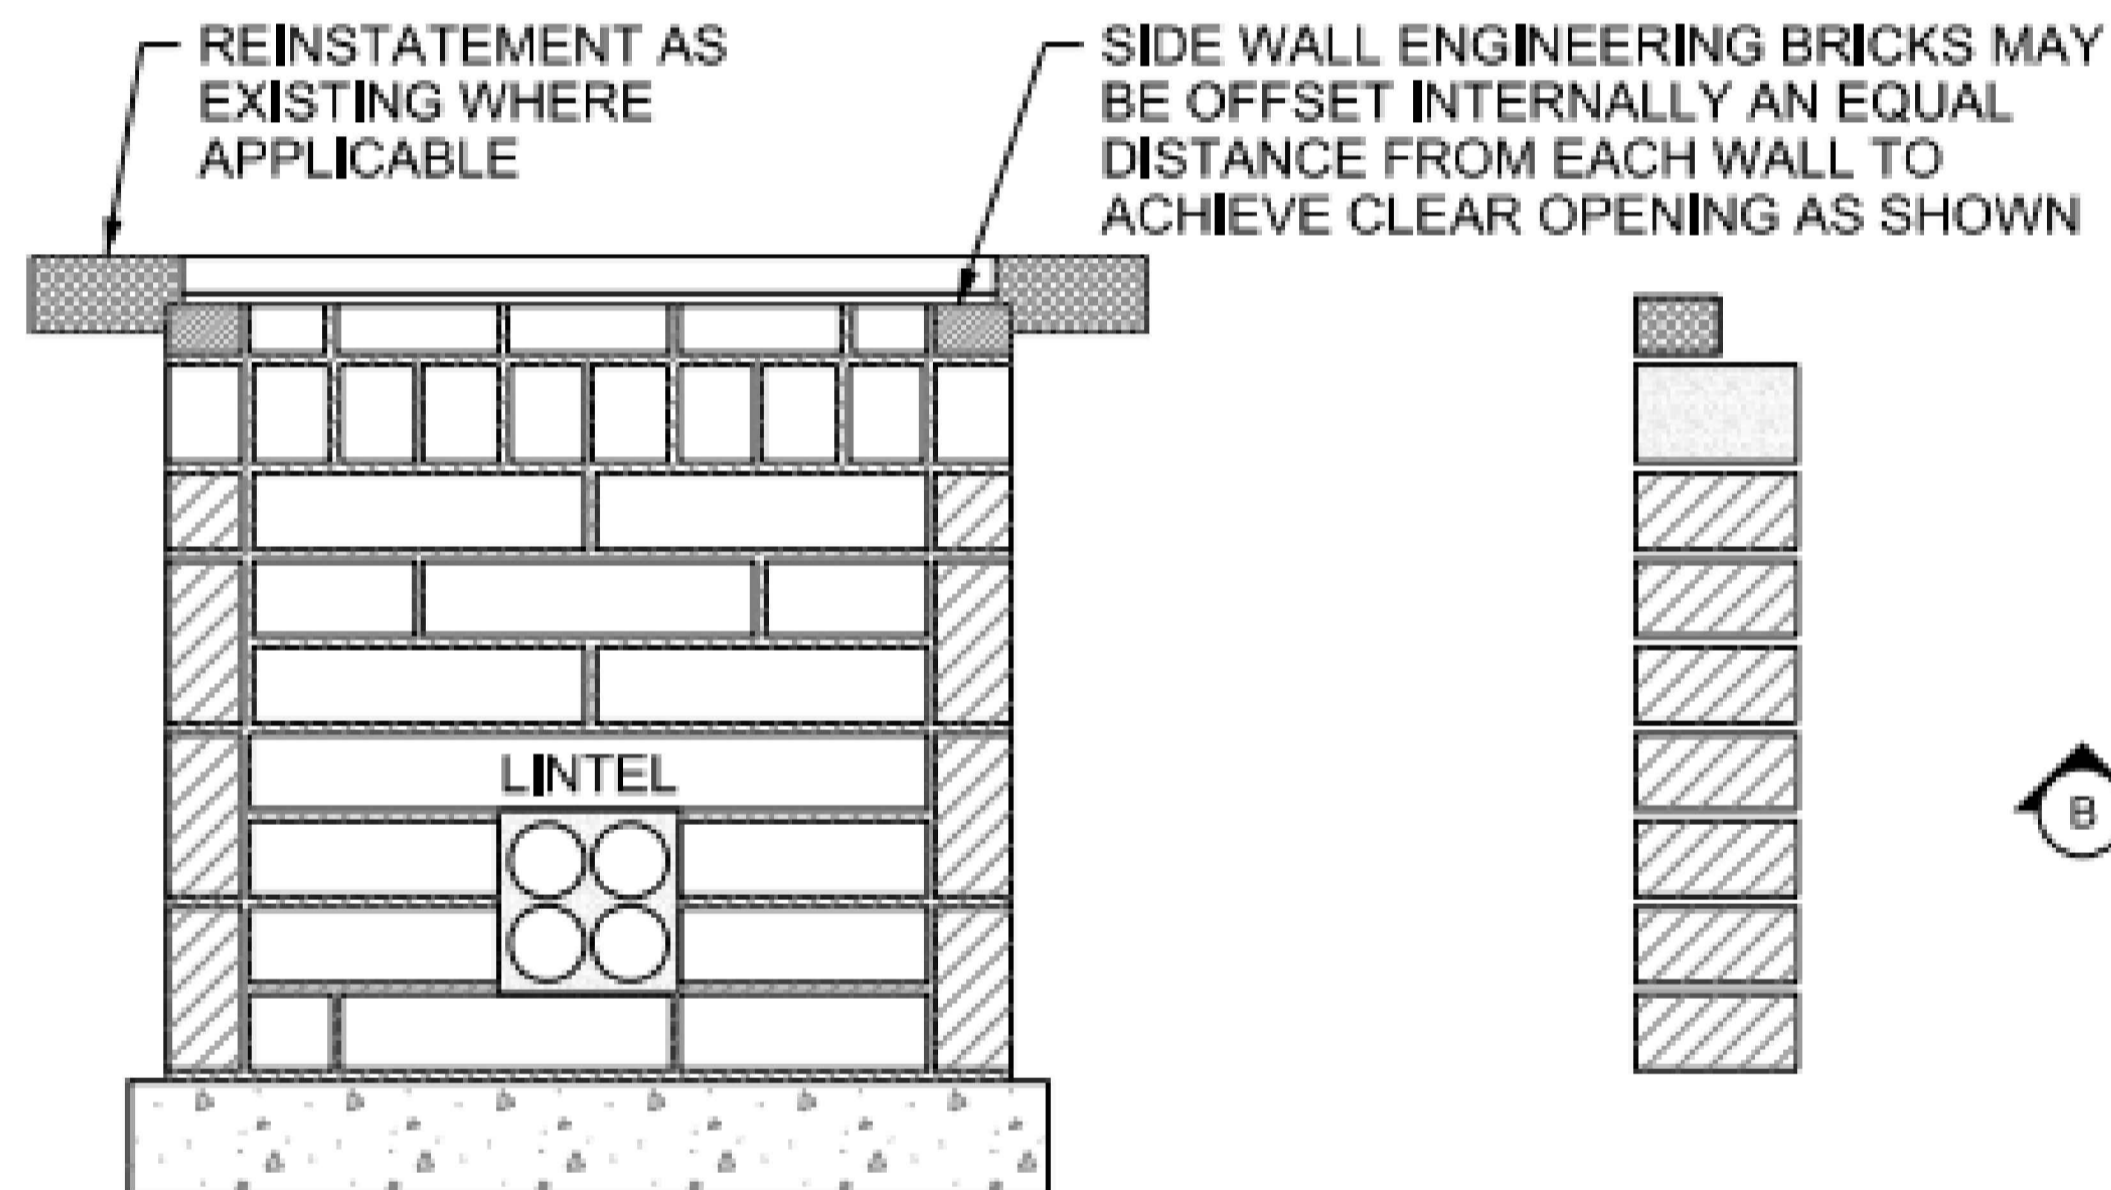 REINSTATEMENT AS
EXISTING WHERE
APPLICABLE
SIDE WALL ENGINEERING BRICKS MAY
BE OFFSET INTERNALLY AN EQUAL
DISTANCE FROM EACH WALL TO
ACHIEVE CLEAR OPENING AS SHOWN
LINTEL
B